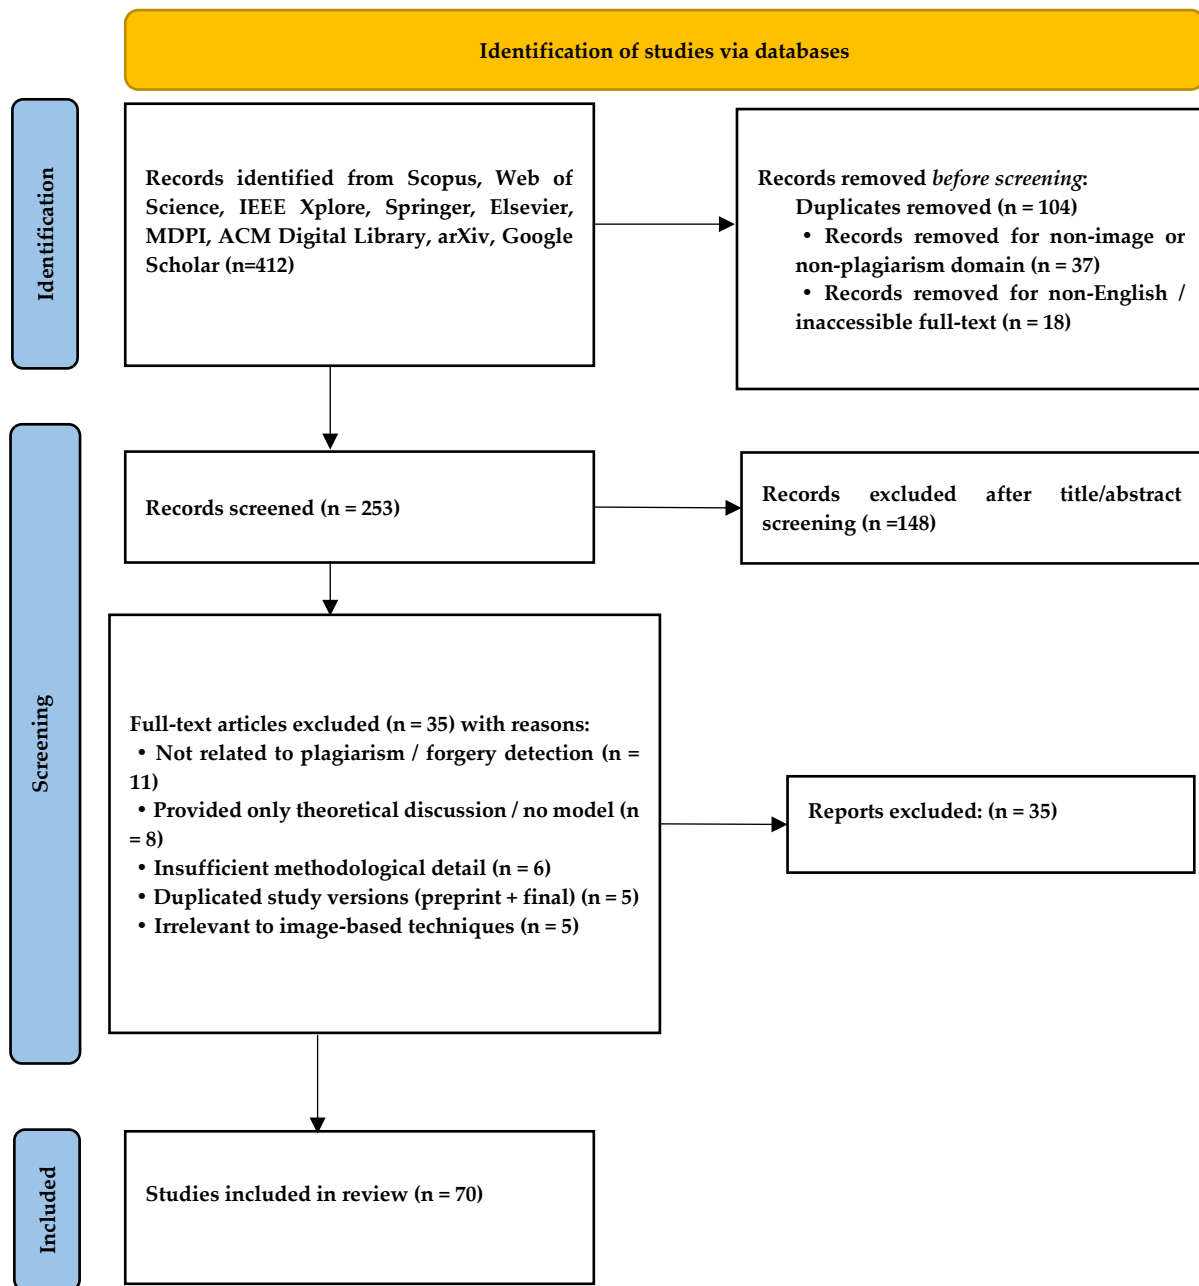 Identification of studies via databases
Identification
Records identified from Scopus, Web of
Science, IEEE Xplore, Springer, Elsevier,
MDPI, ACM Digital Library, arXiv, Google
Scholar (n=412)
Records removed before screening:
Duplicates removed (n = 104)
• Records removed for non-image or
non-plagiarism domain (n = 37)
• Records removed for non-English /
inaccessible full-text (n = 18)
Screening
Records screened (n = 253)
Records excluded after title/abstract
screening (n =148)
Full-text articles excluded (n = 35) with reasons:
• Not related to plagiarism / forgery detection (n =
11)
• Provided only theoretical discussion / no model (n
= 8)
• Insufficient methodological detail (n = 6)
• Duplicated study versions (preprint + final) (n = 5)
• Irrelevant to image-based techniques (n = 5)
Reports excluded: (n = 35)
Included
Studies included in review (n = 70)